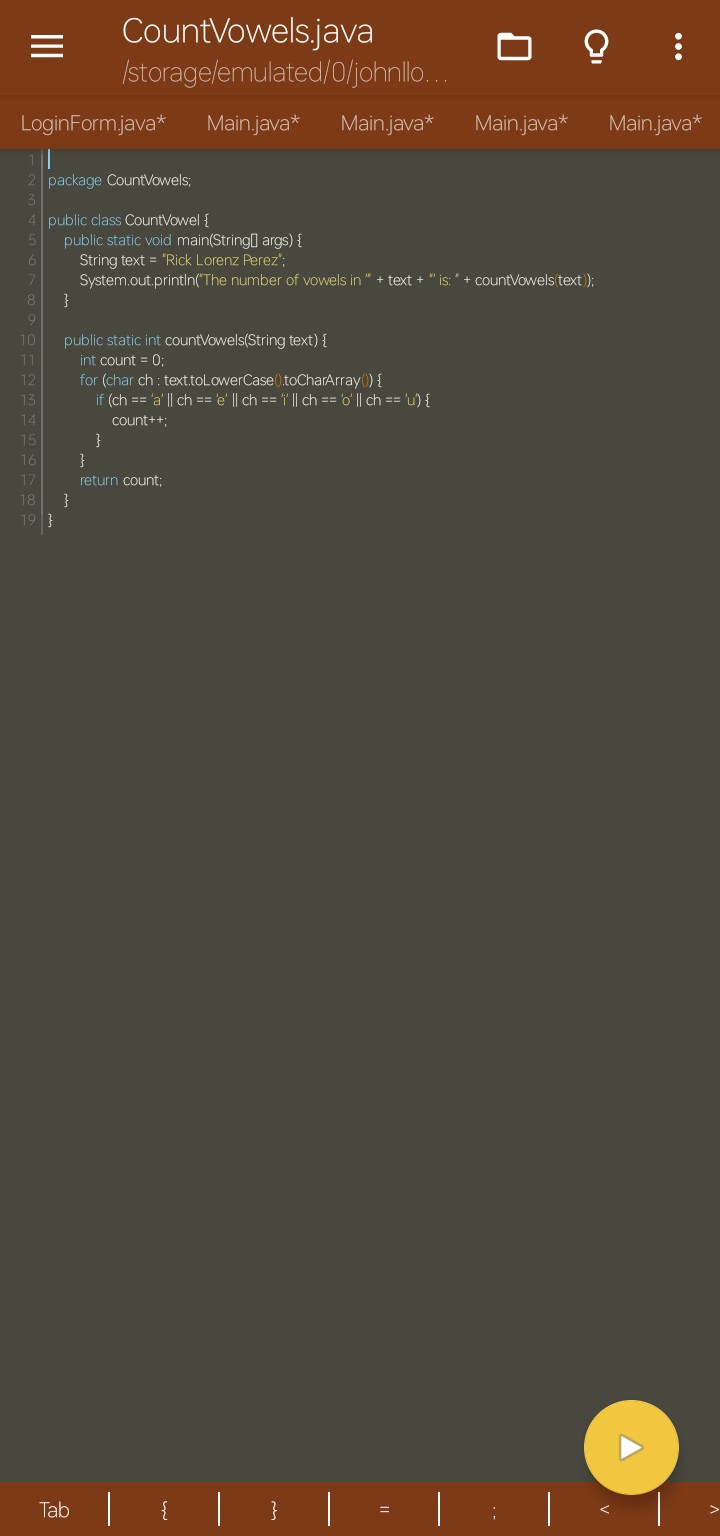 CountVowels.java
/storage/emulated/0/johnllo...
LoginForm.java* Main.java* Main.java* Main.java* Main.java*
1
2 package CountVowels;
3
4 public class CountVowel {
5     public static void main(String[] args) {
6         String text = "Rick Lorenz Perez";
7         System.out.println("The number of vowels in '" + text + "' is: " + countVowels(text));
8     }
9
10     public static int countVowels(String text) {
11         int count = 0;
12         for (char ch : text.toLowerCase().toCharArray()) {
13             if (ch == 'a' || ch == 'e' || ch == 'i' || ch == 'o' || ch == 'u') {
14                 count++;
15             }
16         }
17         return count;
18     }
19 }
Tab { } = ; < >